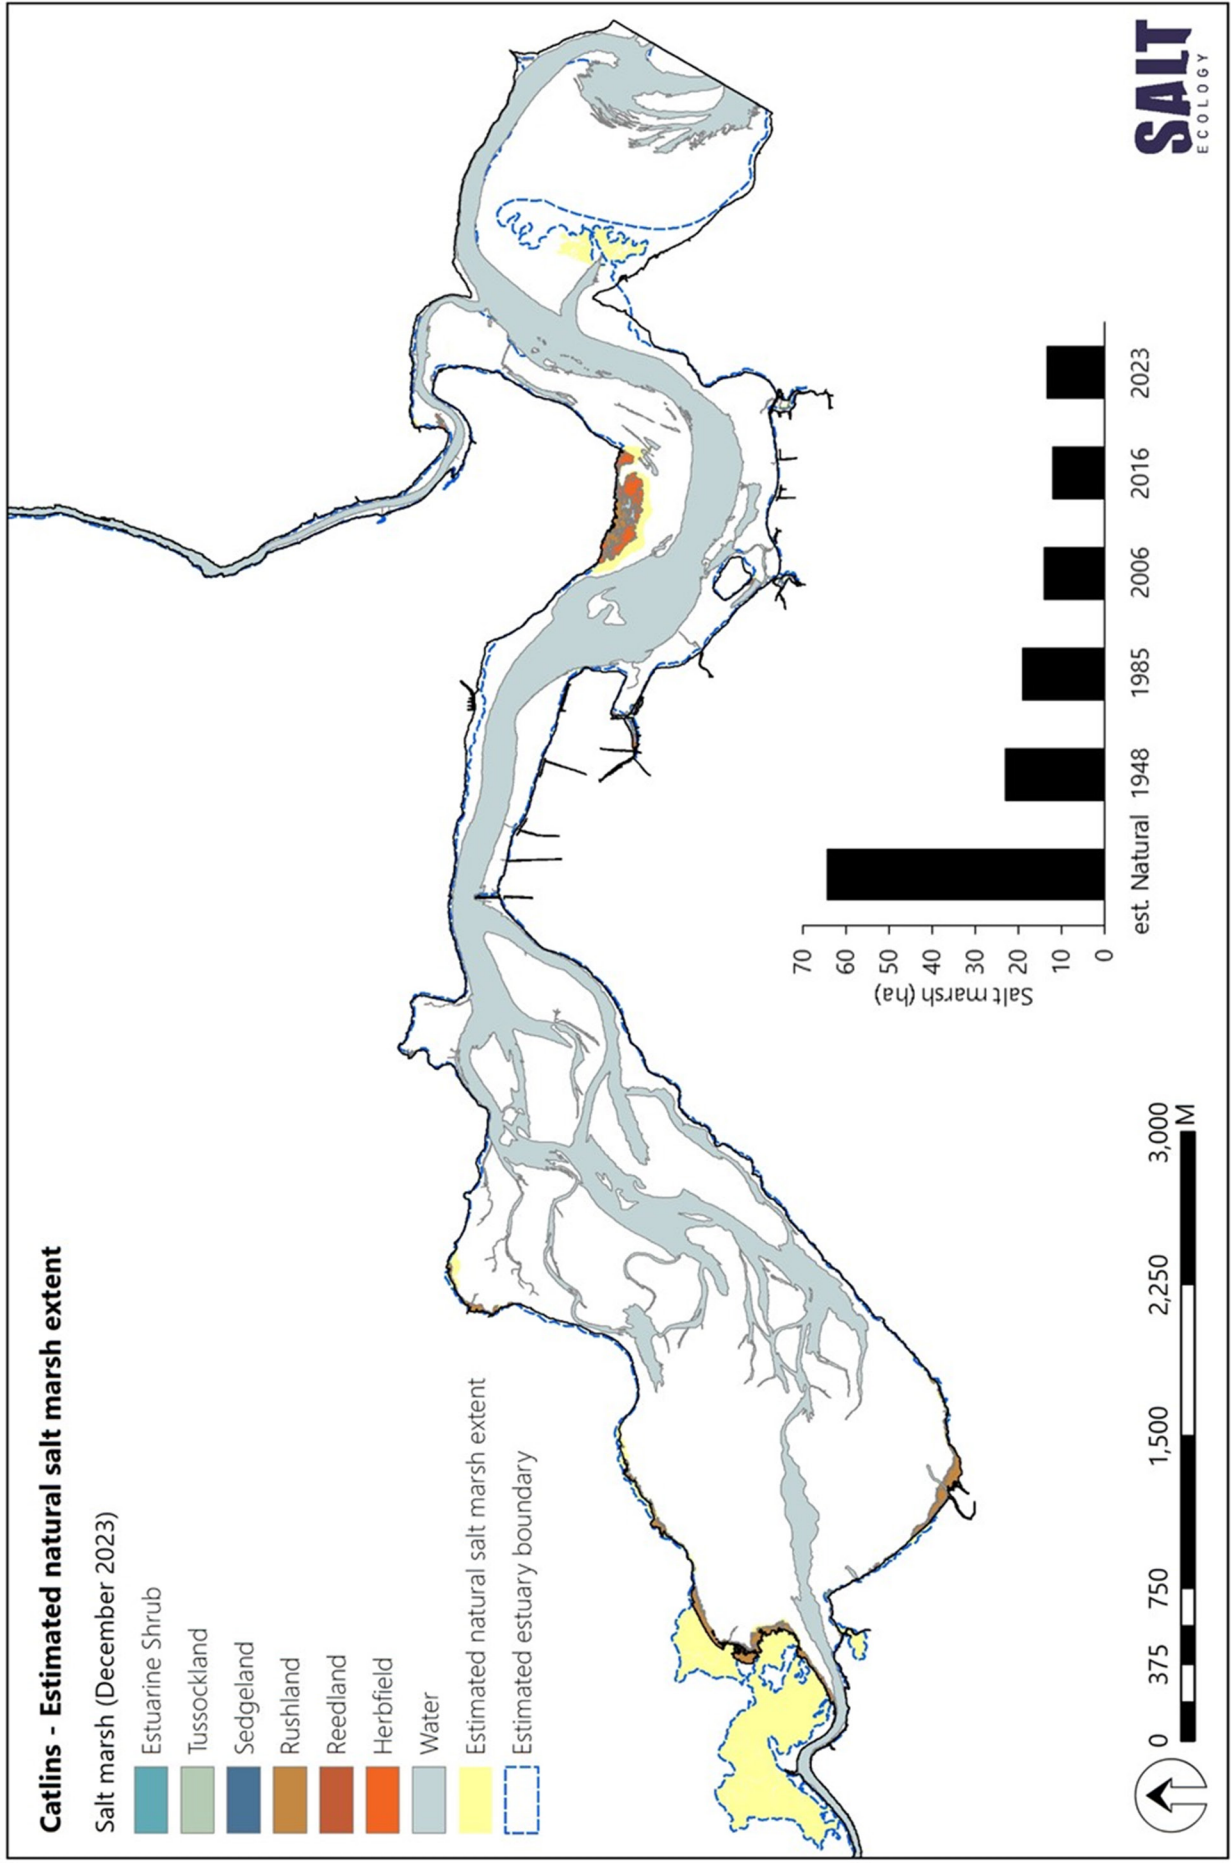 Catlins - Estimated natural salt marsh extent
Salt marsh (December 2023)
Estuarine Shrub
Tussockland
Sedgeland
Rushland
Reedland
Herbfield
Water
Estimated natural salt marsh extent
Estimated estuary boundary
0 375 750 1,500 2,250 3,000
M
Salt marsh (ha)
70
60
50
40
30
20
10
0
est. Natural 1948 1985 2006 2016 2023
SALT
ECOLOGY